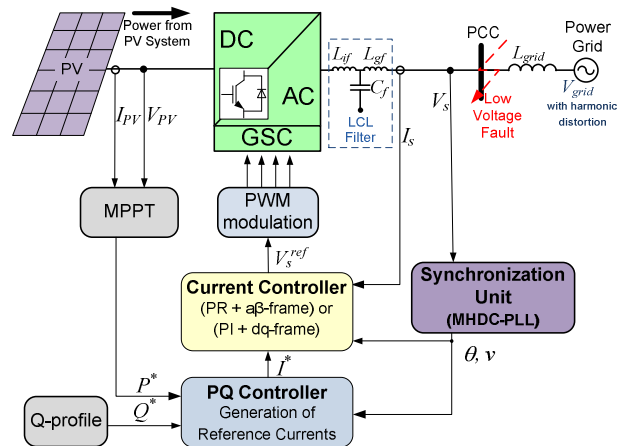 Power from
PV System
PV
I_PV
V_PV
DC
AC
GSC
L_if
L_gf
C_f
LCL
Filter
I_s
V_s
PCC
L_grid
Power
Grid
V_grid
with harmonic
distortion
Low
Voltage
Fault
MPPT
PWM
modulation
V_s^ref
Current Controller
(PR + aβ-frame) or
(PI + dq-frame)
Synchronization
Unit
(MHDC-PLL)
θ, v
I*
P*
Q*
Q-profile
PQ Controller
Generation of
Reference Currents